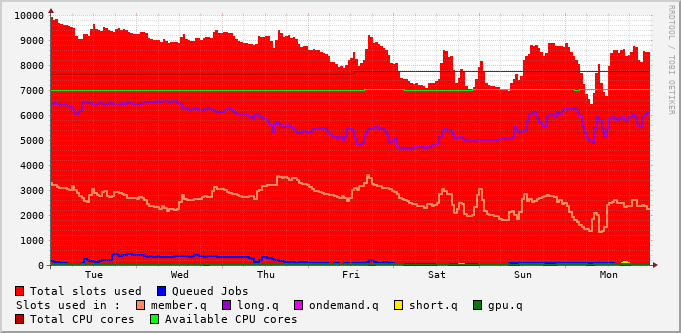 10000
9000
8000
7000
6000
5000
4000
3000
2000
1000
0
Tue Wed Thu Fri Sat Sun Mon
Total slots used Queued Jobs
Slots used in : member.q long.q ondemand.q short.q gpu.q
Total CPU cores Available CPU cores
RRDTOOL / TOBI OETIKER